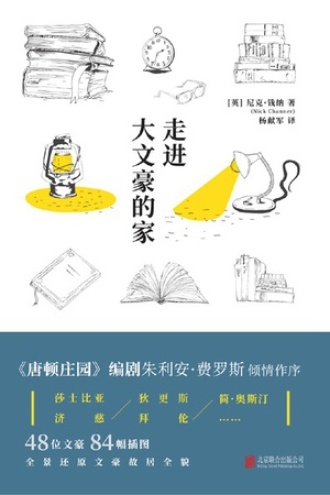 [英] 尼克·钱纳 著
(Nick Channer)
杨献军 译
走进
大文豪的家
《唐顿庄园》编剧朱利安·费罗斯 倾情作序
莎士比亚 / 狄更斯 / 简·奥斯汀
济慈 / 拜伦 / ……
48位文豪 84幅插图
全景还原文豪故居全貌
北京联合出版公司